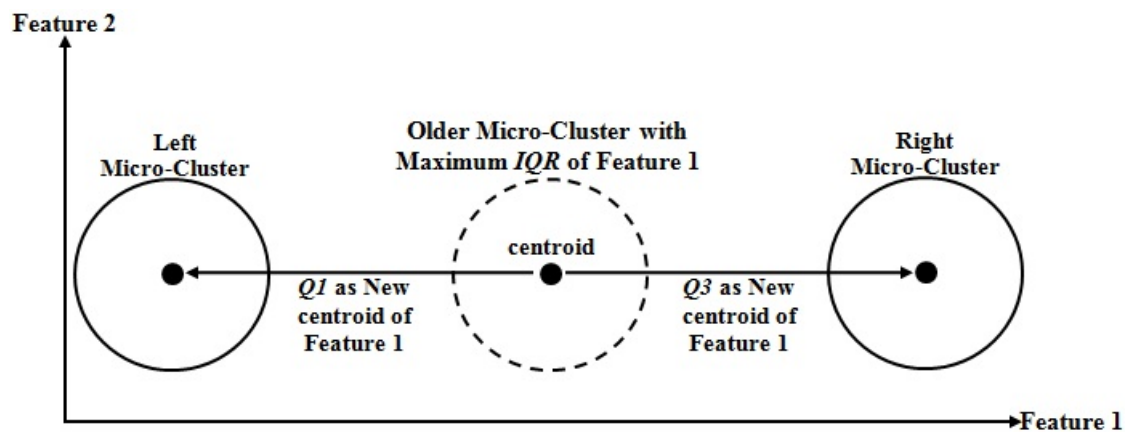 Feature 2
Left
Micro-Cluster
Older Micro-Cluster with
Maximum IQR of Feature 1
Right
Micro-Cluster
centroid
Q1 as New
centroid of
Feature 1
Q3 as New
centroid of
Feature 1
Feature 1